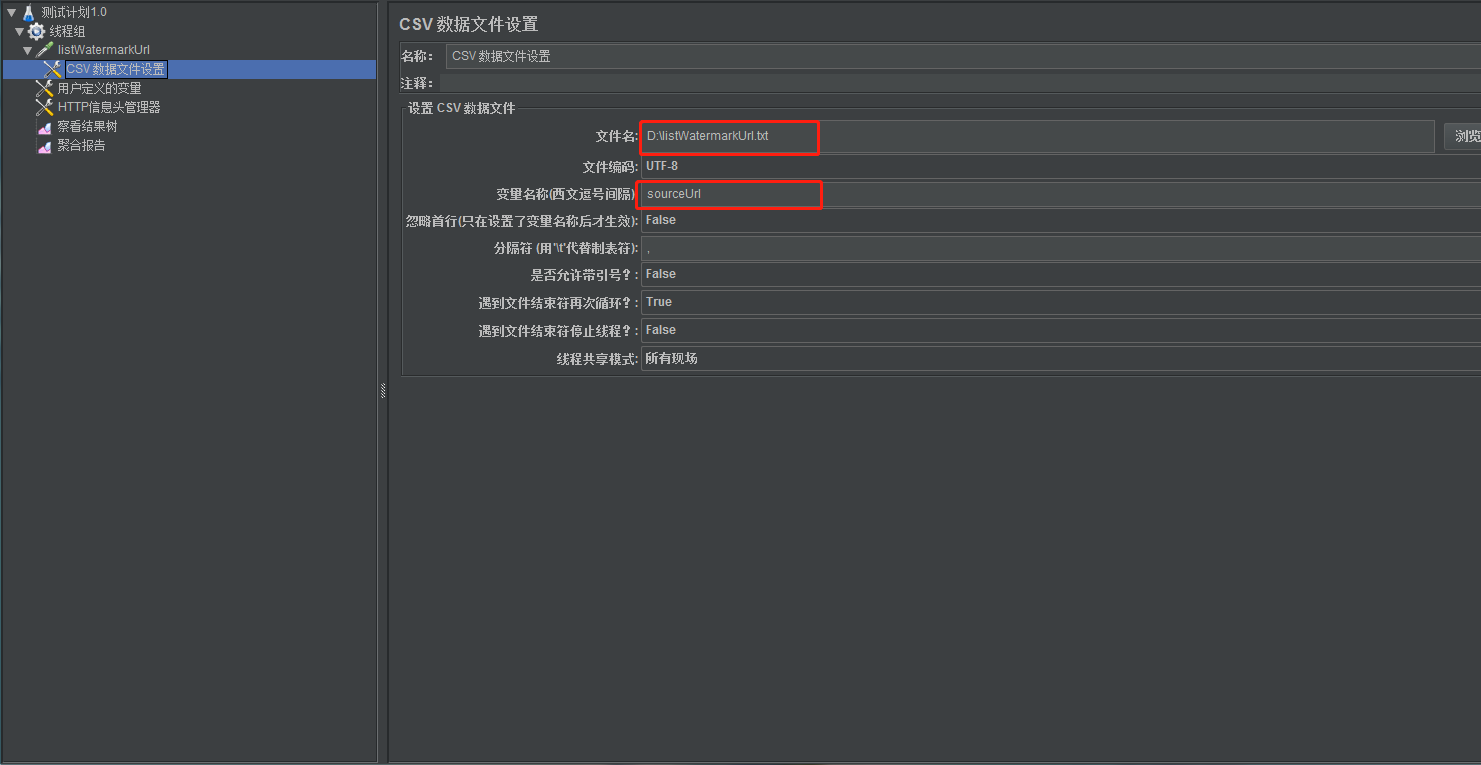 测试计划1.0
线程组
listWatermarkUrl
CSV 数据文件设置
用户定义的变量
HTTP信息头管理器
察看结果树
聚合报告
CSV 数据文件设置
名称: CSV 数据文件设置
注释:
设置 CSV 数据文件
文件名: D:\listWatermarkUrl.txt 浏览
文件编码: UTF-8
变量名称(西文逗号间隔) sourceUrl
忽略首行(只在设置了变量名称后才生效): False
分隔符 (用'\t'代替制表符): ,
是否允许带引号? : False
遇到文件结束符再次循环? : True
遇到文件结束符停止线程? : False
线程共享模式: 所有现场